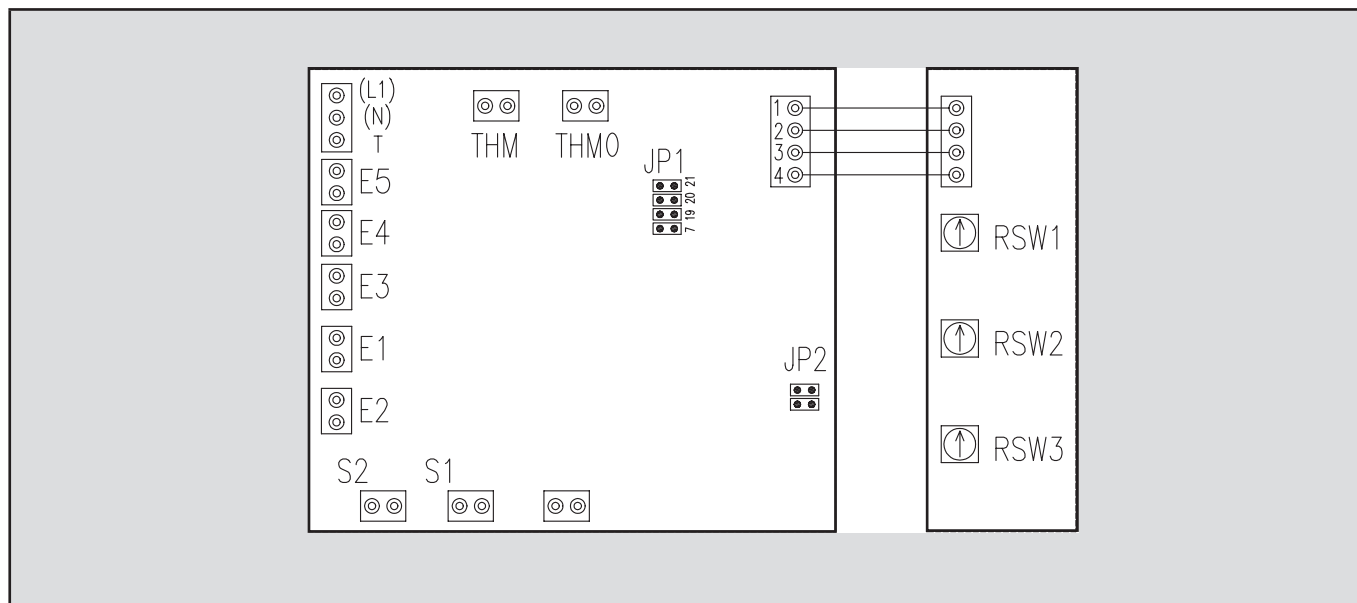 (L1)
(N)
T
THM
THM0
JP1
21
20
19
7
1
2
3
4
E5
E4
E3
E1
E2
S2
S1
JP2
RSW1
RSW2
RSW3